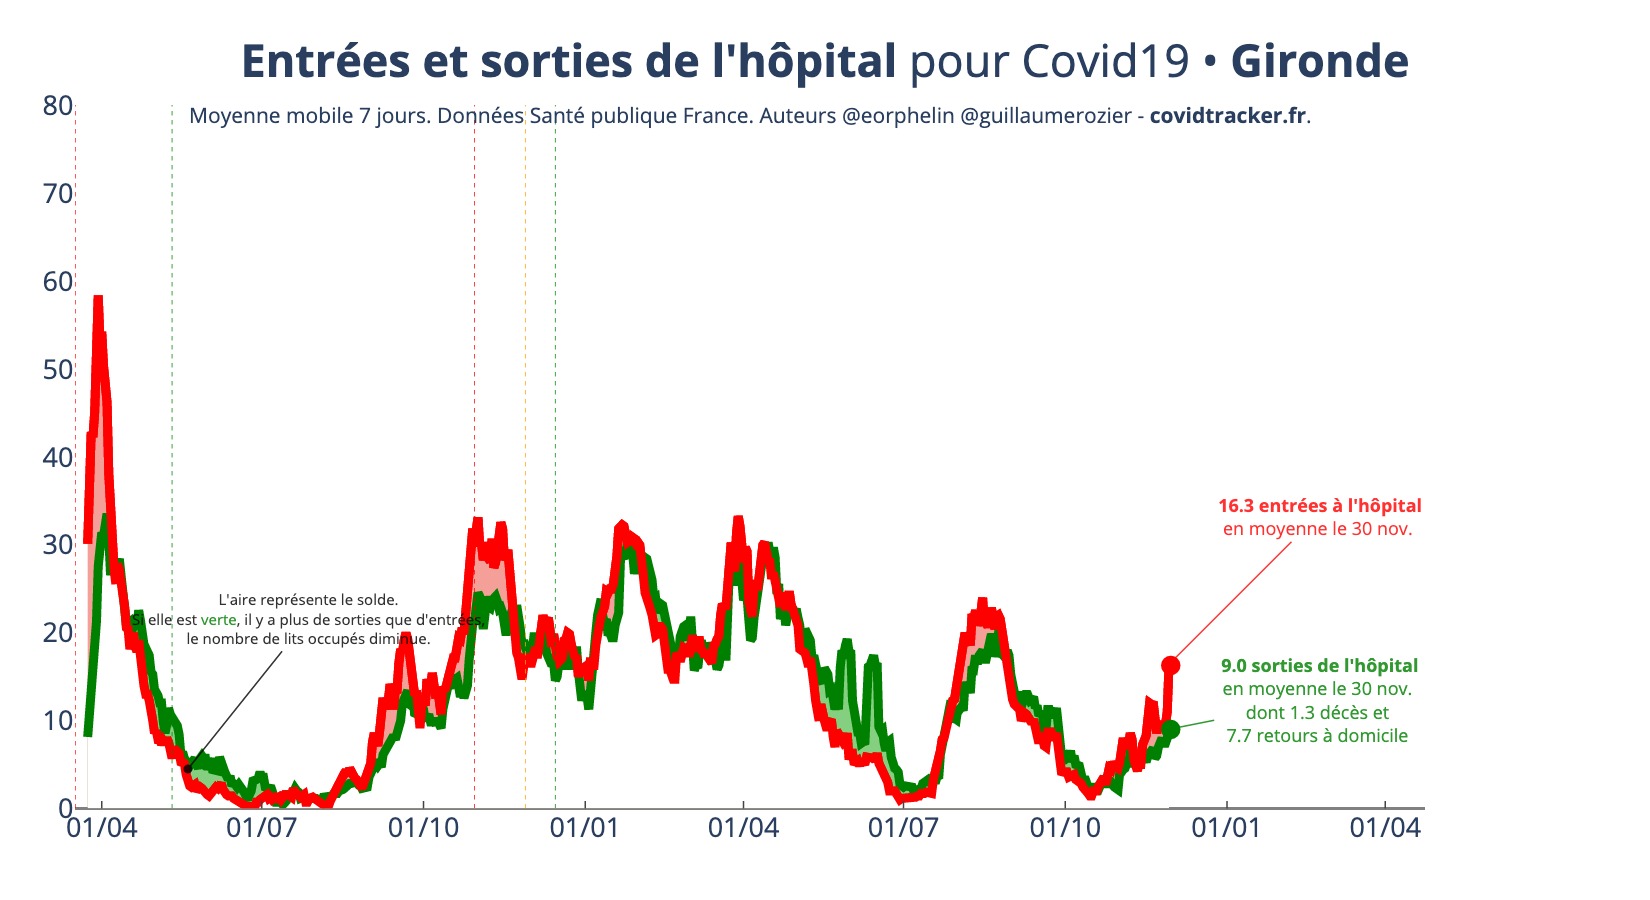 Entrées et sorties de l'hôpital pour Covid19 • Gironde
Moyenne mobile 7 jours. Données Santé publique France. Auteurs @eorphelin @guillaumerozier - covidtracker.fr.
80
70
60
50
40
30
20
10
0
16.3 entrées à l'hôpital
en moyenne le 30 nov.
L'aire représente le solde.
Si elle est verte, il y a plus de sorties que d'entrées,
le nombre de lits occupés diminue.
9.0 sorties de l'hôpital
en moyenne le 30 nov.
dont 1.3 décès et
7.7 retours à domicile
01/04 01/07 01/10 01/01 01/04 01/07 01/10 01/01 01/04